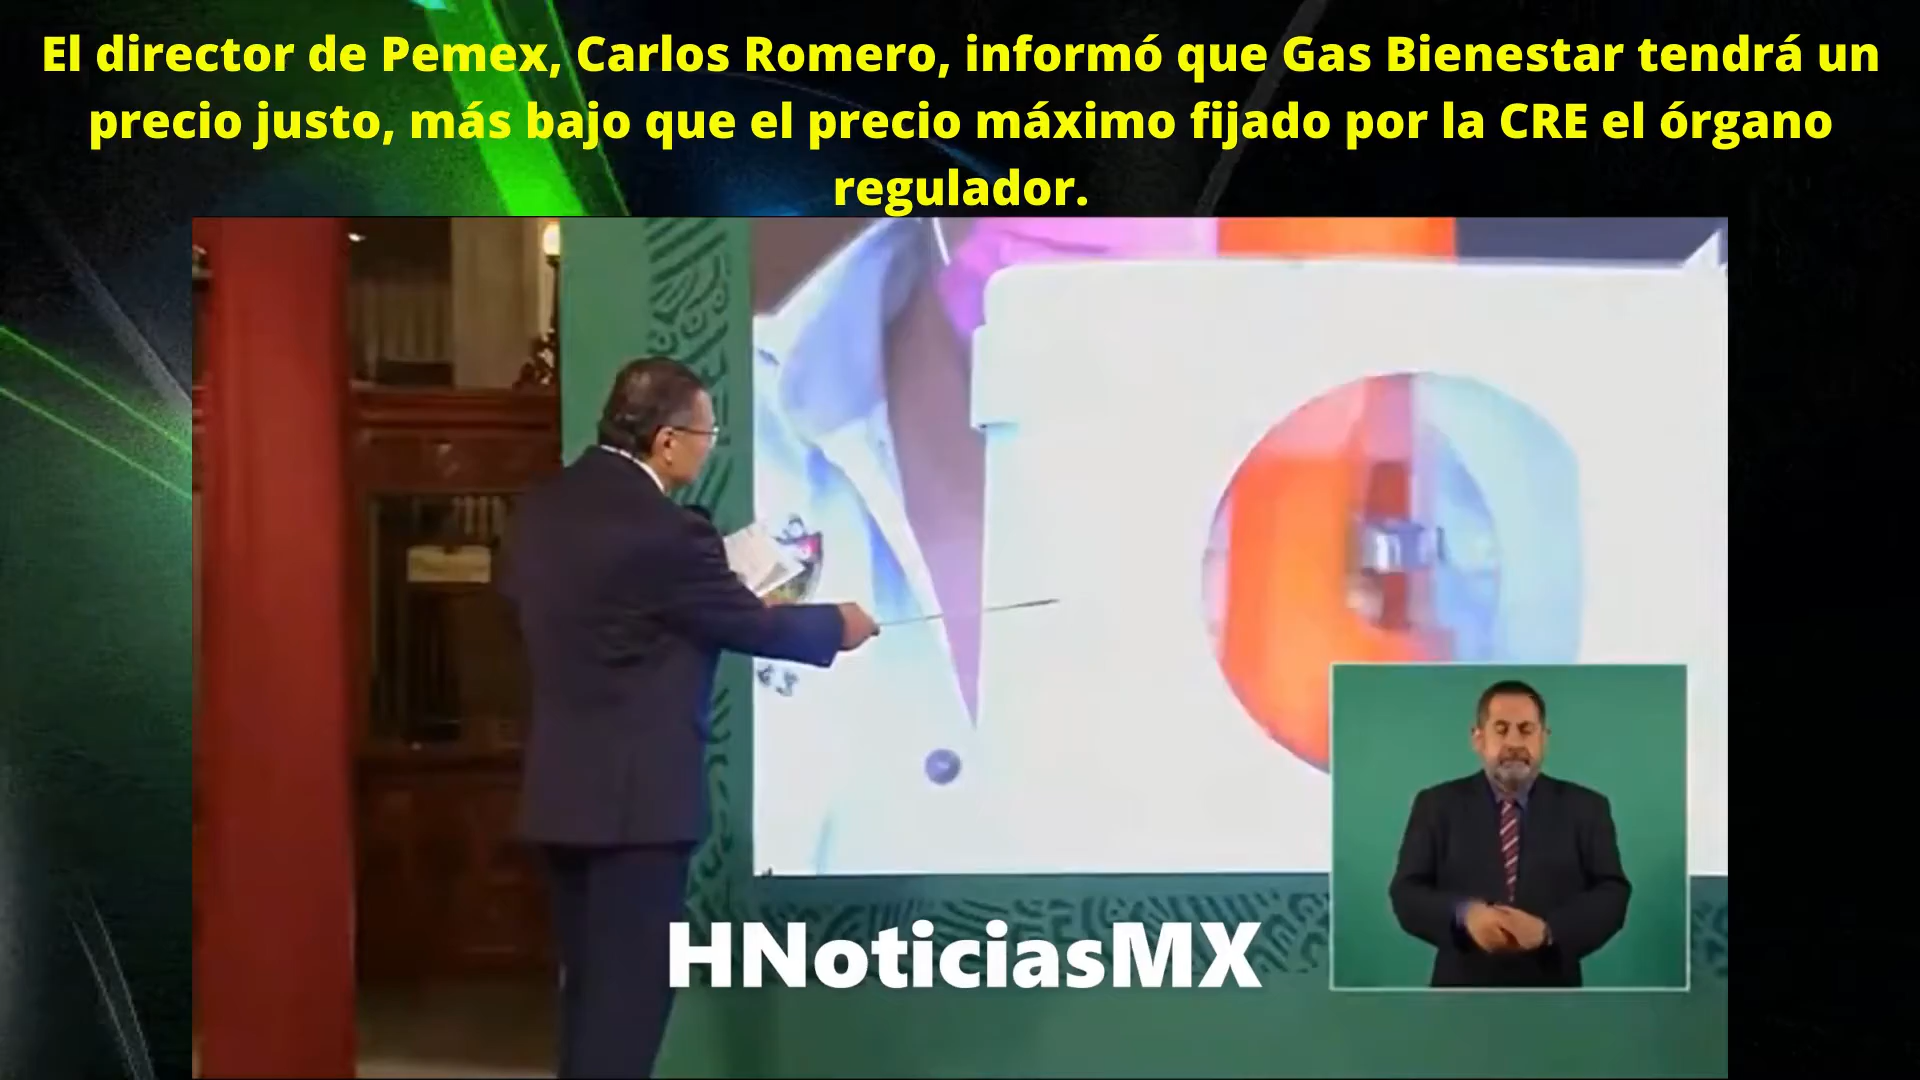 El director de Pemex, Carlos Romero, informó que Gas Bienestar tendrá un
precio justo, más bajo que el precio máximo fijado por la CRE el órgano
regulador.
HNoticiasMX